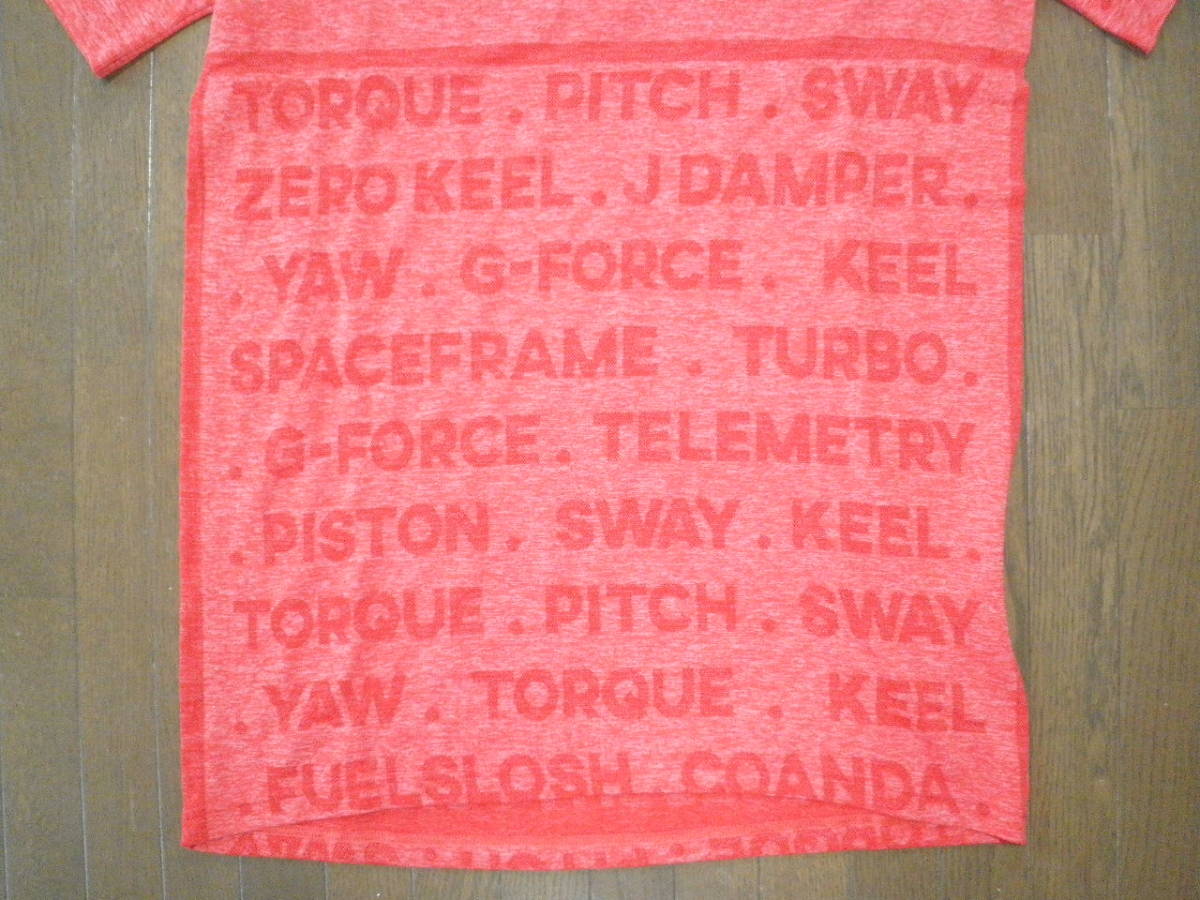 TORQUE . PITCH . SWAY
ZERO KEEL . J DAMPER .
. YAW . G-FORCE . KEEL
SPACEFRAME . TURBO .
. G-FORCE . TELEMETRY
. PISTON . SWAY . KEEL .
TORQUE . PITCH . SWAY
. YAW . TORQUE . KEEL
. FUELSLOSH . COANDA .